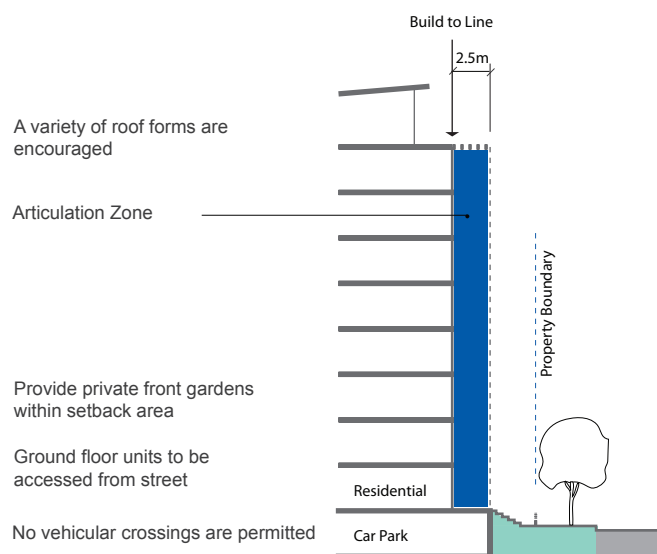 Build to Line
2.5m
A variety of roof forms are
encouraged
Articulation Zone
Property Boundary
Provide private front gardens
within setback area
Ground floor units to be
accessed from street
Residential
No vehicular crossings are permitted
Car Park